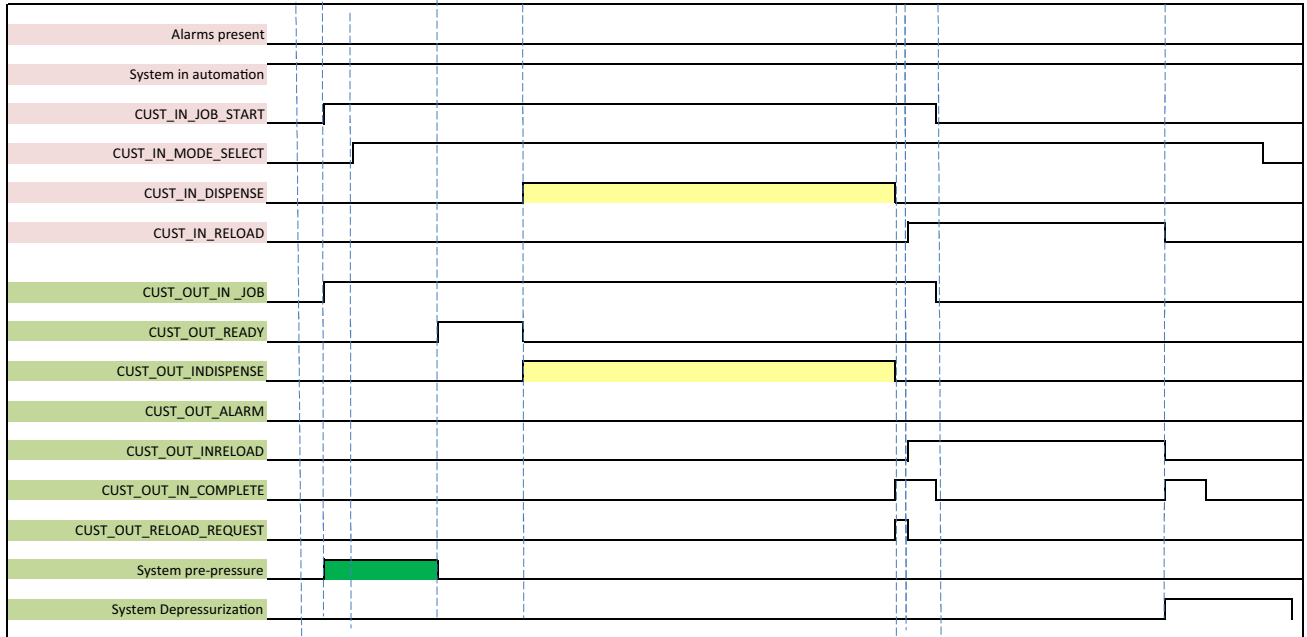 Alarms present
System in automation
CUST_IN_JOB_START
CUST_IN_MODE_SELECT
CUST_IN_DISPENSE
CUST_IN_RELOAD
CUST_OUT_IN _JOB
CUST_OUT_READY
CUST_OUT_INDISPENSE
CUST_OUT_ALARM
CUST_OUT_INRELOAD
CUST_OUT_IN_COMPLETE
CUST_OUT_RELOAD_REQUEST
System pre-pressure
System Depressurization